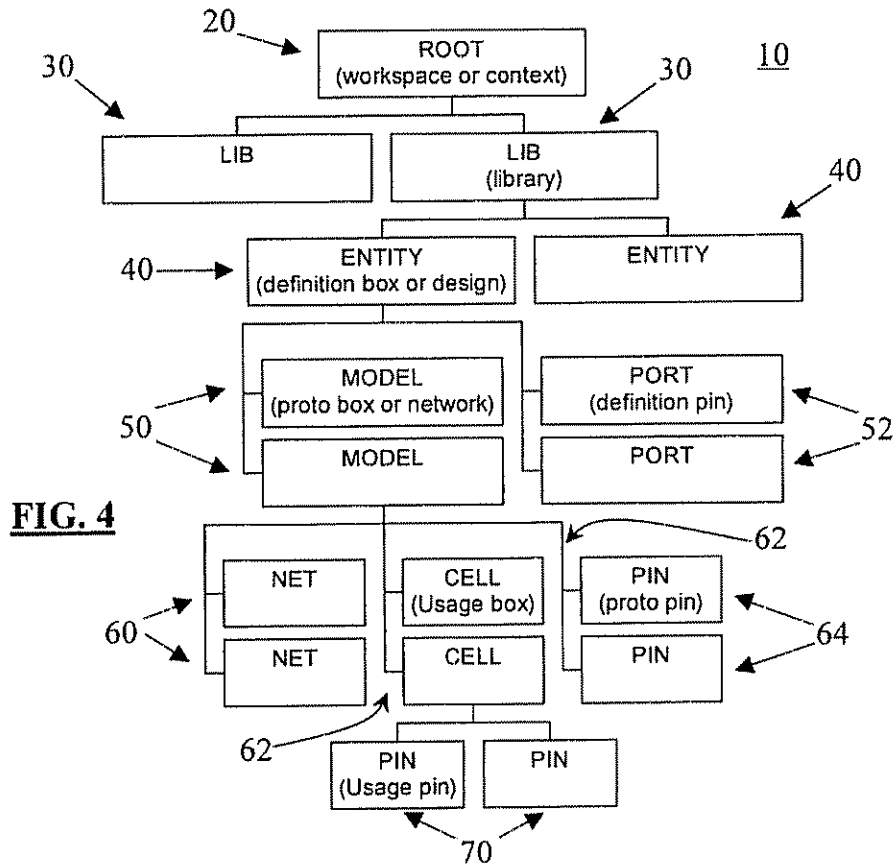 20
ROOT
(workspace or context)
10
30
30
LIB
LIB
(library)
40
40
ENTITY
(definition box or design)
ENTITY
50
MODEL
(proto box or network)
PORT
(definition pin)
52
MODEL
PORT
FIG. 4
62
60
NET
CELL
(Usage box)
PIN
(proto pin)
64
NET
CELL
PIN
62
PIN
(Usage pin)
PIN
70